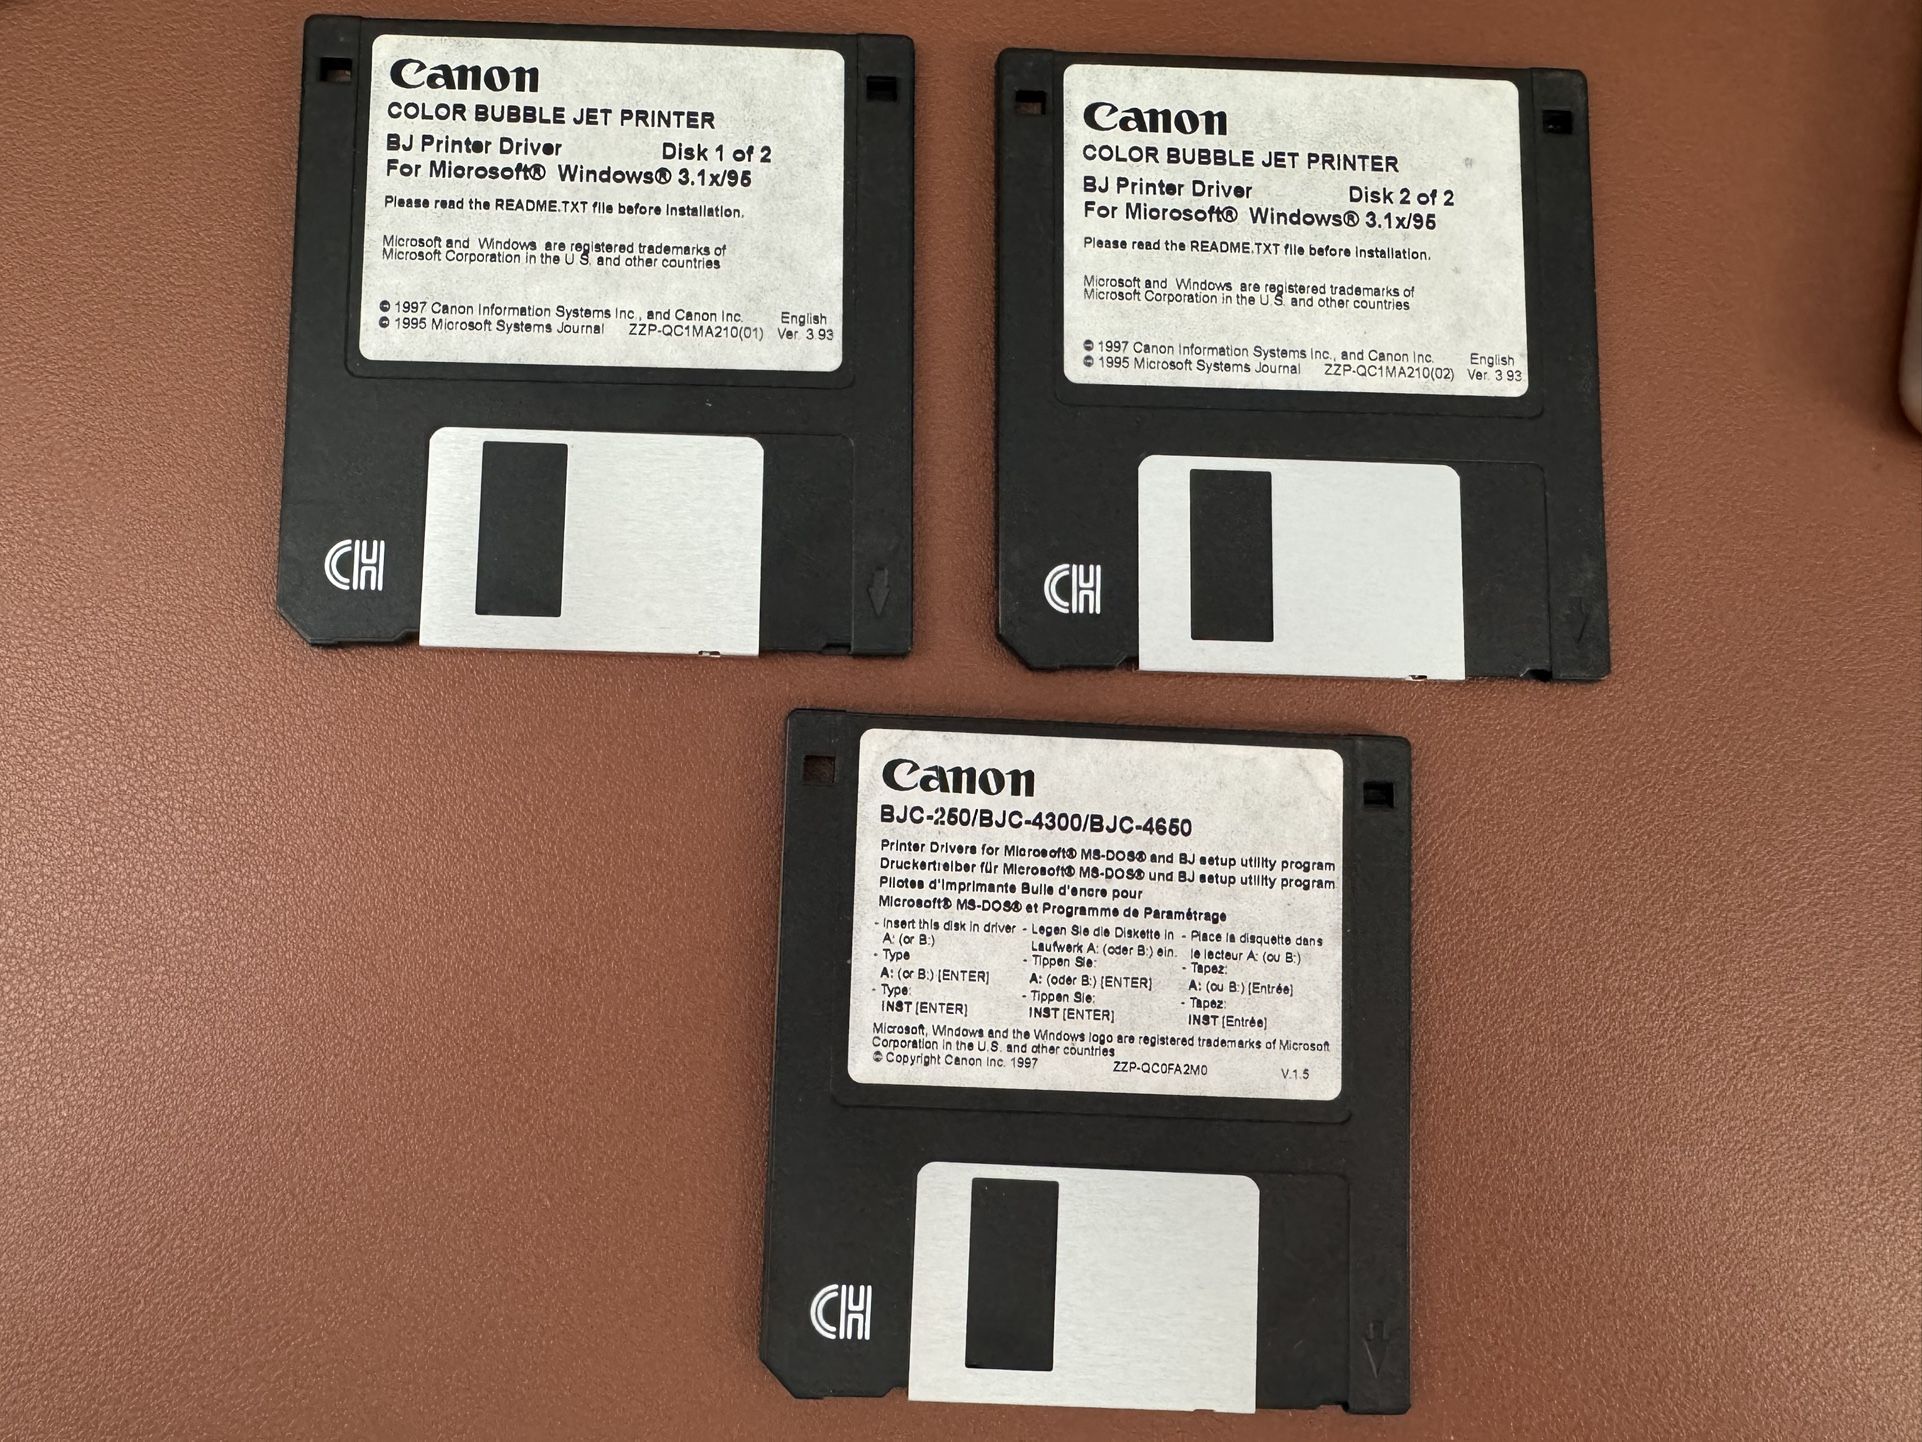 Canon
COLOR BUBBLE JET PRINTER
BJ Printer Driver Disk 1 of 2
For Microsoft® Windows® 3.1x/95
Please read the README.TXT file before installation.
Microsoft and Windows are registered trademarks of
Microsoft Corporation in the U.S. and other countries
© 1997 Canon Information Systems Inc., and Canon Inc. English
© 1995 Microsoft Systems Journal ZZP-QC1MA210(01) Ver. 3.93
CH
Canon
COLOR BUBBLE JET PRINTER
BJ Printer Driver Disk 2 of 2
For Microsoft® Windows® 3.1x/95
Please read the README.TXT file before installation.
Microsoft and Windows are registered trademarks of
Microsoft Corporation in the U.S. and other countries
© 1997 Canon Information Systems Inc., and Canon Inc. English
© 1995 Microsoft Systems Journal ZZP-QC1MA210(02) Ver. 3.93
CH
Canon
BJC-250/BJC-4300/BJC-4650
Printer Drivers for Microsoft® MS-DOS® and BJ setup utility program
Druckertreiber für Microsoft® MS-DOS® und BJ setup utility program
Pilotes d'Imprimante Bulle d'encre pour
Microsoft® MS-DOS® et Programme de Paramétrage
- Insert this disk in driver
A: (or B:)
- Type
A: (or B:) [ENTER]
- Type:
INST [ENTER]
- Legen Sie die Diskette in
Laufwerk A: (oder B:) ein.
- Tippen Sie:
A: (oder B:) [ENTER]
- Tippen Sie:
INST [ENTER]
- Place la disquette dans
le lecteur A: (ou B:)
- Tapez:
A: (ou B:) [Entrée]
- Tapez:
INST [Entrée]
Microsoft, Windows and the Windows logo are registered trademarks of Microsoft
Corporation in the U.S. and other countries
© Copyright Canon Inc. 1997 ZZP-QC0FA2M0 V.1.5
CH